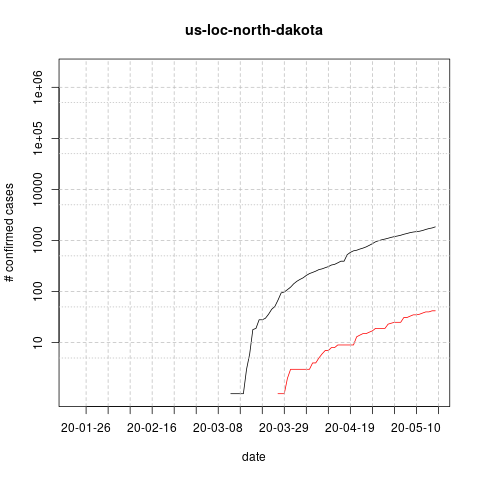 us-loc-north-dakota
# confirmed cases
1e+06
1e+05
10000
1000
100
10
20-01-26 20-02-16 20-03-08 20-03-29 20-04-19 20-05-10
date